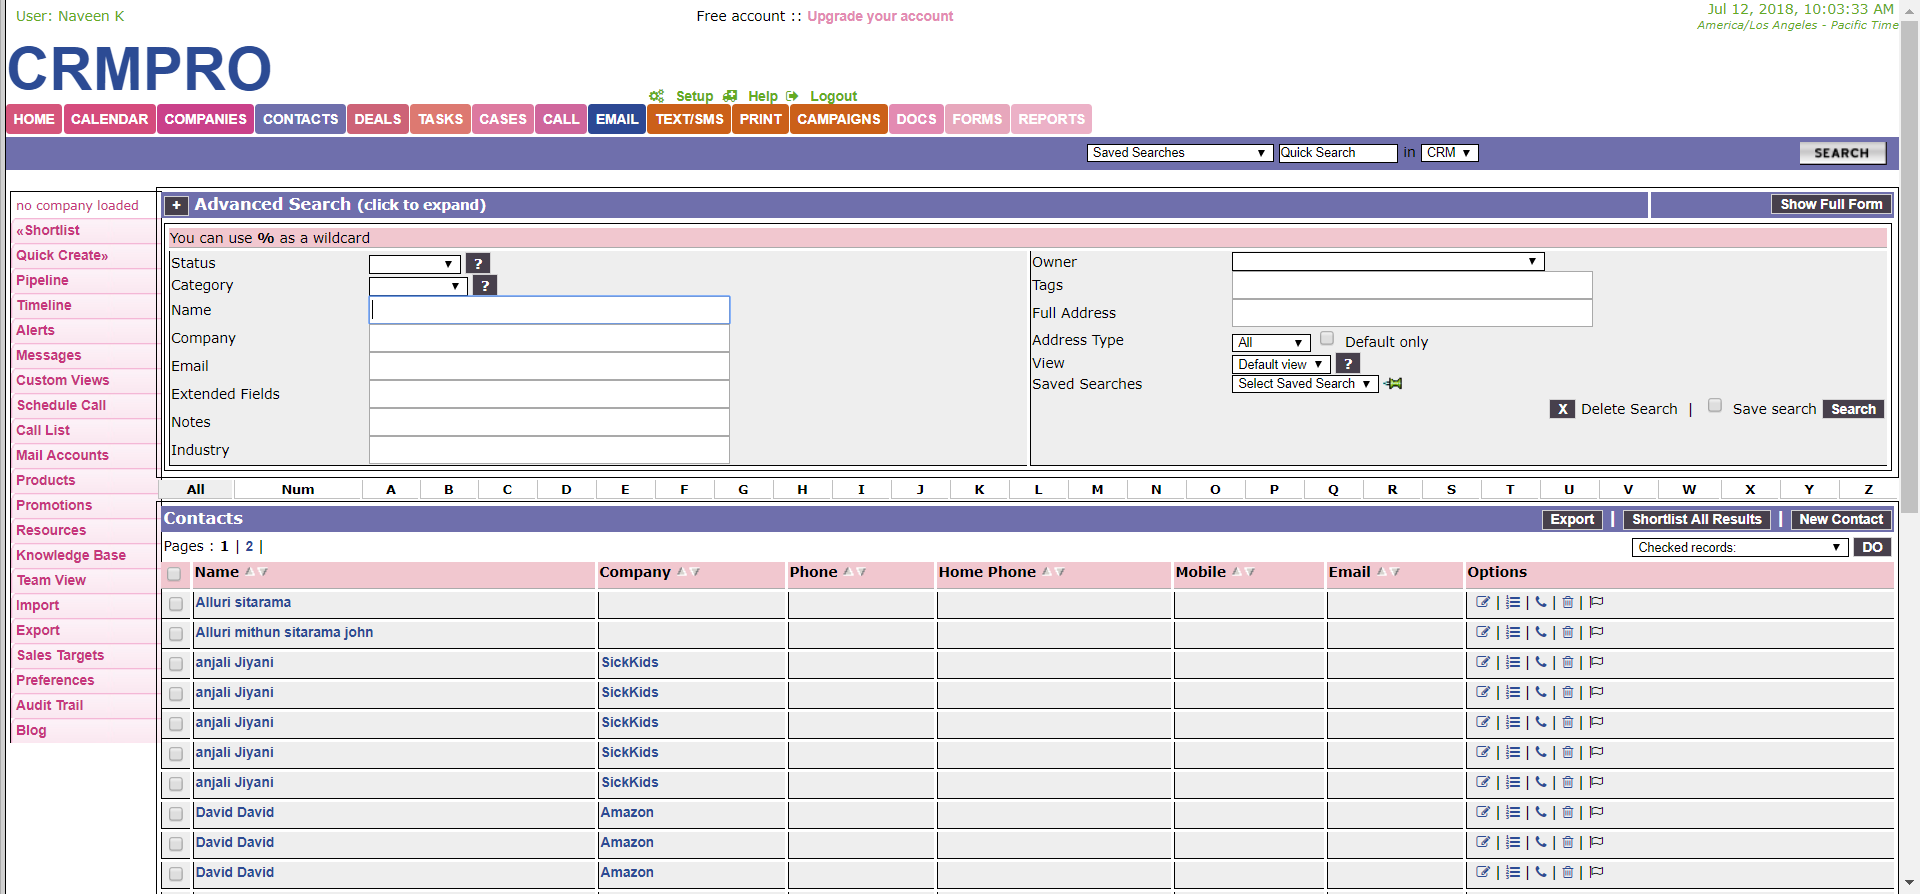 User: Naveen K
Free account :: Upgrade your account
Jul 12, 2018, 10:03:33 AM
America/Los Angeles - Pacific Time
CRMPRO
Setup Help Logout
HOME CALENDAR COMPANIES CONTACTS DEALS TASKS CASES CALL EMAIL TEXT/SMS PRINT CAMPAIGNS DOCS FORMS REPORTS
Saved Searches Quick Search in CRM SEARCH
no company loaded
«Shortlist
Quick Create»
Pipeline
Timeline
Alerts
Messages
Custom Views
Schedule Call
Call List
Mail Accounts
Products
Promotions
Resources
Knowledge Base
Team View
Import
Export
Sales Targets
Preferences
Audit Trail
Blog
+ Advanced Search (click to expand) Show Full Form
You can use % as a wildcard
Status ?
Category ?
Name
Company
Email
Extended Fields
Notes
Industry
Owner
Tags
Full Address
Address Type All Default only
View Default view ?
Saved Searches Select Saved Search
X Delete Search | Save search Search
All Num A B C D E F G H I J K L M N O P Q R S T U V W X Y Z
Contacts Export | Shortlist All Results | New Contact
Pages : 1 | 2 | Checked records: DO
Name Company Phone Home Phone Mobile Email Options
Alluri sitarama
Alluri mithun sitarama john
anjali Jiyani SickKids
anjali Jiyani SickKids
anjali Jiyani SickKids
anjali Jiyani SickKids
anjali Jiyani SickKids
David David Amazon
David David Amazon
David David Amazon